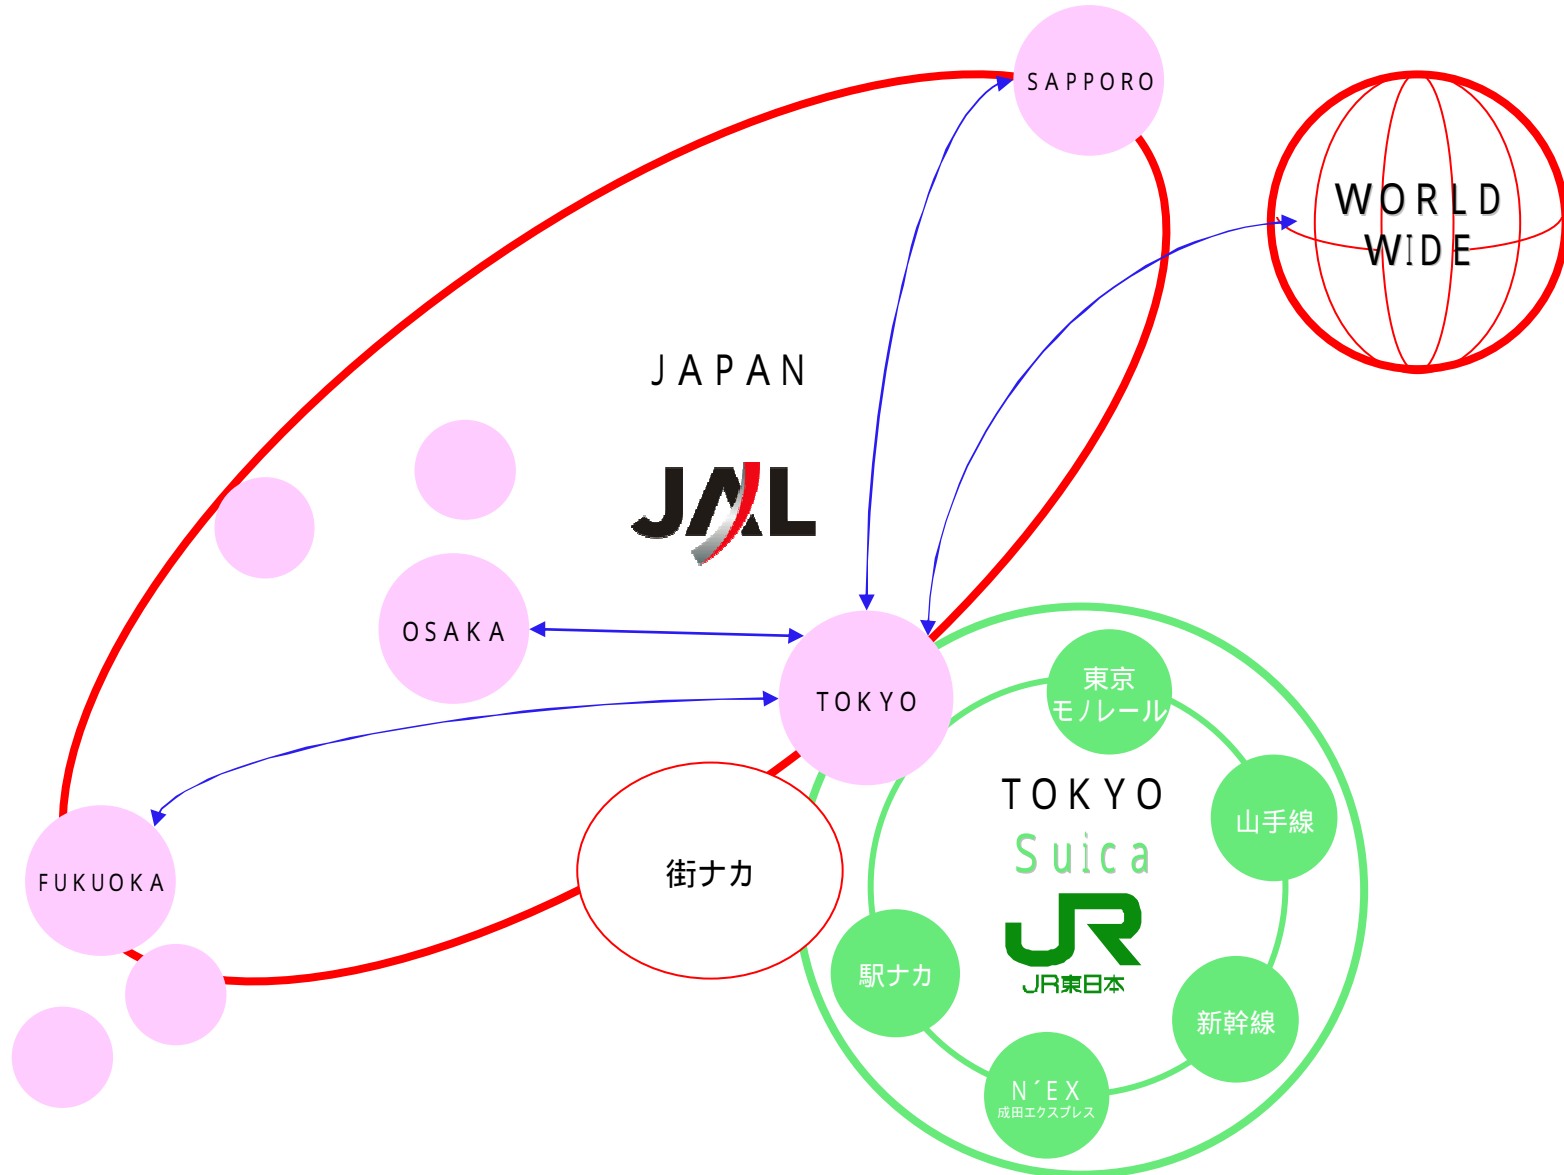 SAPPORO
WORLD
WIDE
JAPAN
JAL
OSAKA
TOKYO
東京
モノレール
TOKYO
山手線
Suica
街ナカ
FUKUOKA
JR
駅ナカ
JR東日本
新幹線
N´EX
成田エクスプレス